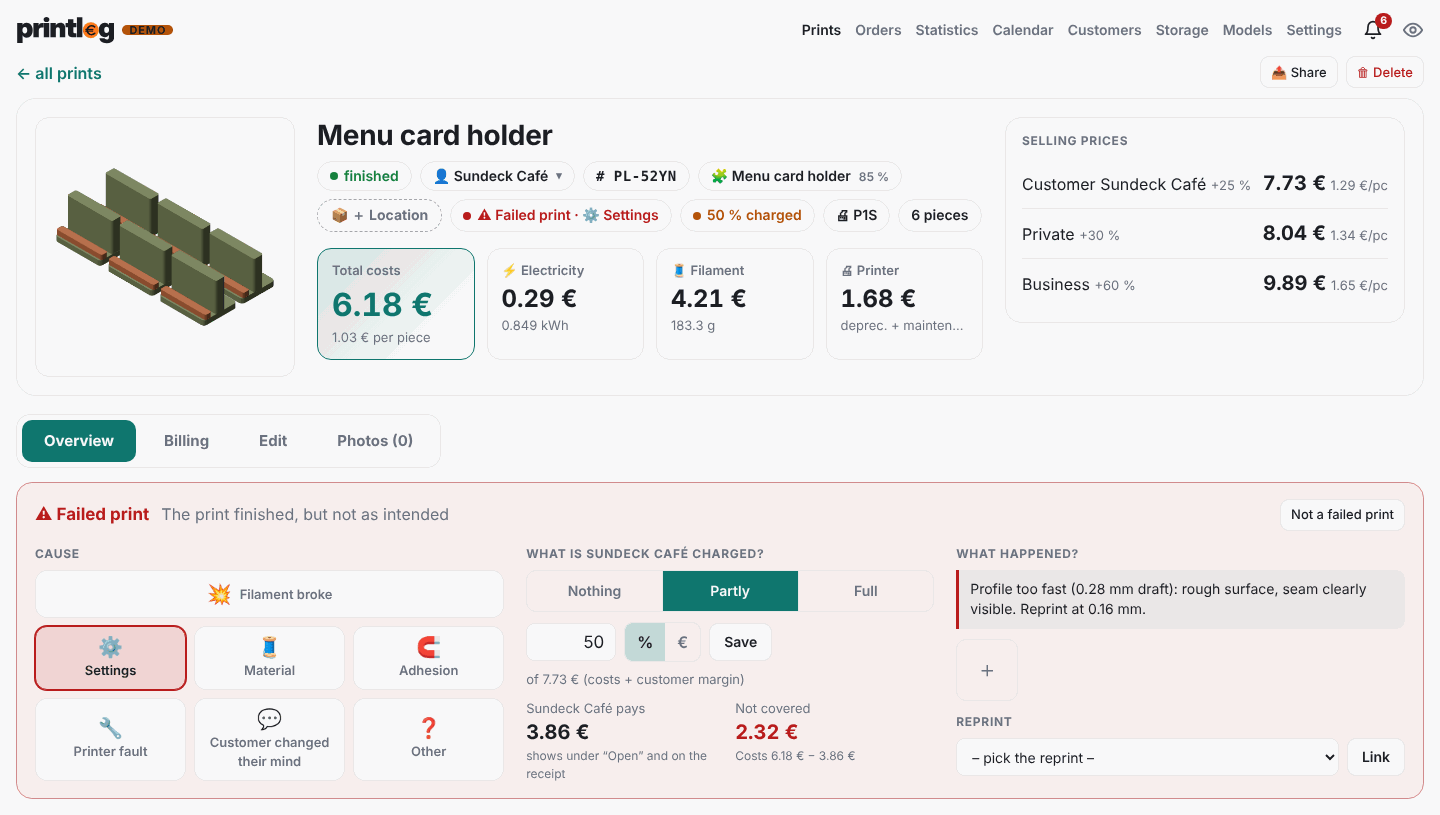 printl€g DEMO
Prints Orders Statistics Calendar Customers Storage Models Settings 6
← all prints
Share Delete
Menu card holder
finished Sundeck Café ▾ # PL-52YN Menu card holder 85 %
+ Location Failed print · Settings 50 % charged P1S 6 pieces
Total costs
6.18 €
1.03 € per piece
Electricity
0.29 €
0.849 kWh
Filament
4.21 €
183.3 g
Printer
1.68 €
deprec. + mainten…
SELLING PRICES
Customer Sundeck Café +25 % 7.73 € 1.29 €/pc
Private +30 % 8.04 € 1.34 €/pc
Business +60 % 9.89 € 1.65 €/pc
Overview Billing Edit Photos (0)
Failed print The print finished, but not as intended
Not a failed print
CAUSE
Filament broke
Settings
Material
Adhesion
Printer fault
Customer changed
their mind
Other
WHAT IS SUNDECK CAFÉ CHARGED?
Nothing Partly Full
50 % € Save
of 7.73 € (costs + customer margin)
Sundeck Café pays
3.86 €
shows under “Open” and on the
receipt
Not covered
2.32 €
Costs 6.18 € − 3.86 €
WHAT HAPPENED?
Profile too fast (0.28 mm draft): rough surface, seam clearly
visible. Reprint at 0.16 mm.
+
REPRINT
– pick the reprint – Link